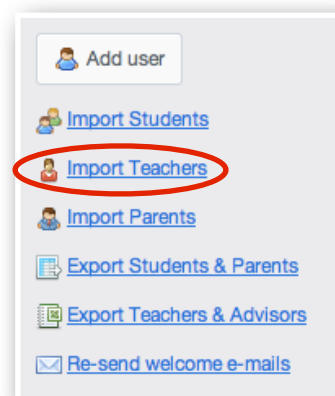 Add user
Import Students
Import Teachers
Import Parents
Export Students & Parents
Export Teachers & Advisors
Re-send welcome e-mails